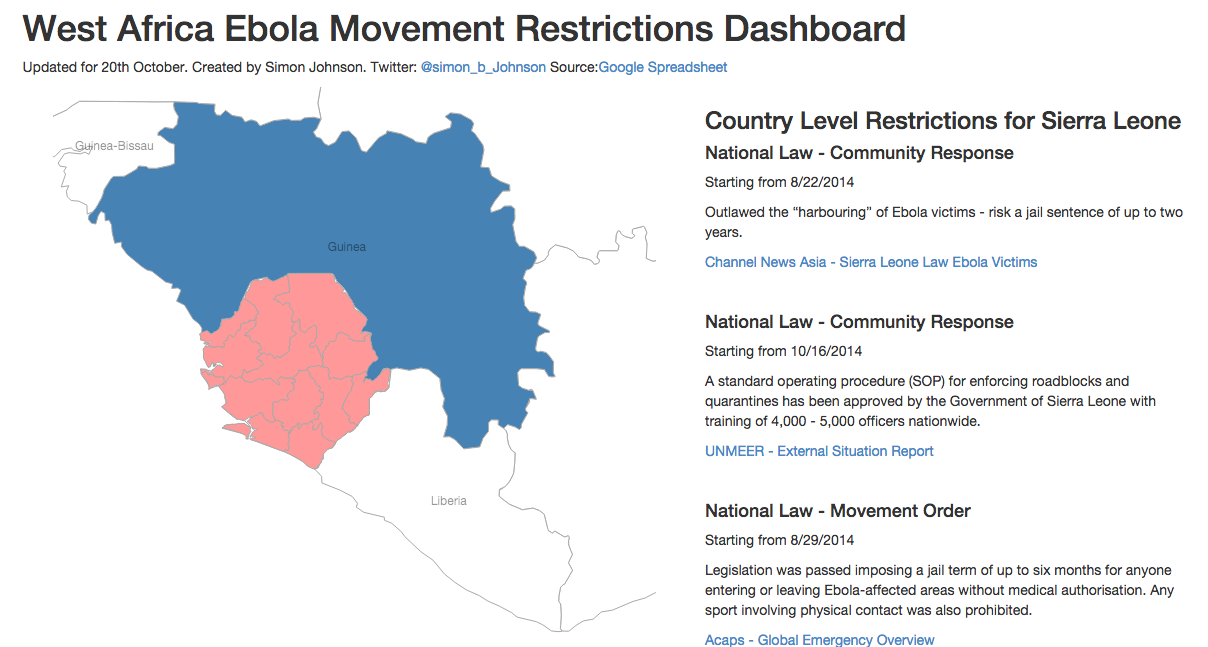 West Africa Ebola Movement Restrictions Dashboard
Updated for 20th October. Created by Simon Johnson. Twitter: @simon_b_Johnson Source:Google Spreadsheet
Guinea-Bissau
Guinea
Liberia
Country Level Restrictions for Sierra Leone
National Law - Community Response
Starting from 8/22/2014
Outlawed the “harbouring” of Ebola victims - risk a jail sentence of up to two
years.
Channel News Asia - Sierra Leone Law Ebola Victims
National Law - Community Response
Starting from 10/16/2014
A standard operating procedure (SOP) for enforcing roadblocks and
quarantines has been approved by the Government of Sierra Leone with
training of 4,000 - 5,000 officers nationwide.
UNMEER - External Situation Report
National Law - Movement Order
Starting from 8/29/2014
Legislation was passed imposing a jail term of up to six months for anyone
entering or leaving Ebola-affected areas without medical authorisation. Any
sport involving physical contact was also prohibited.
Acaps - Global Emergency Overview